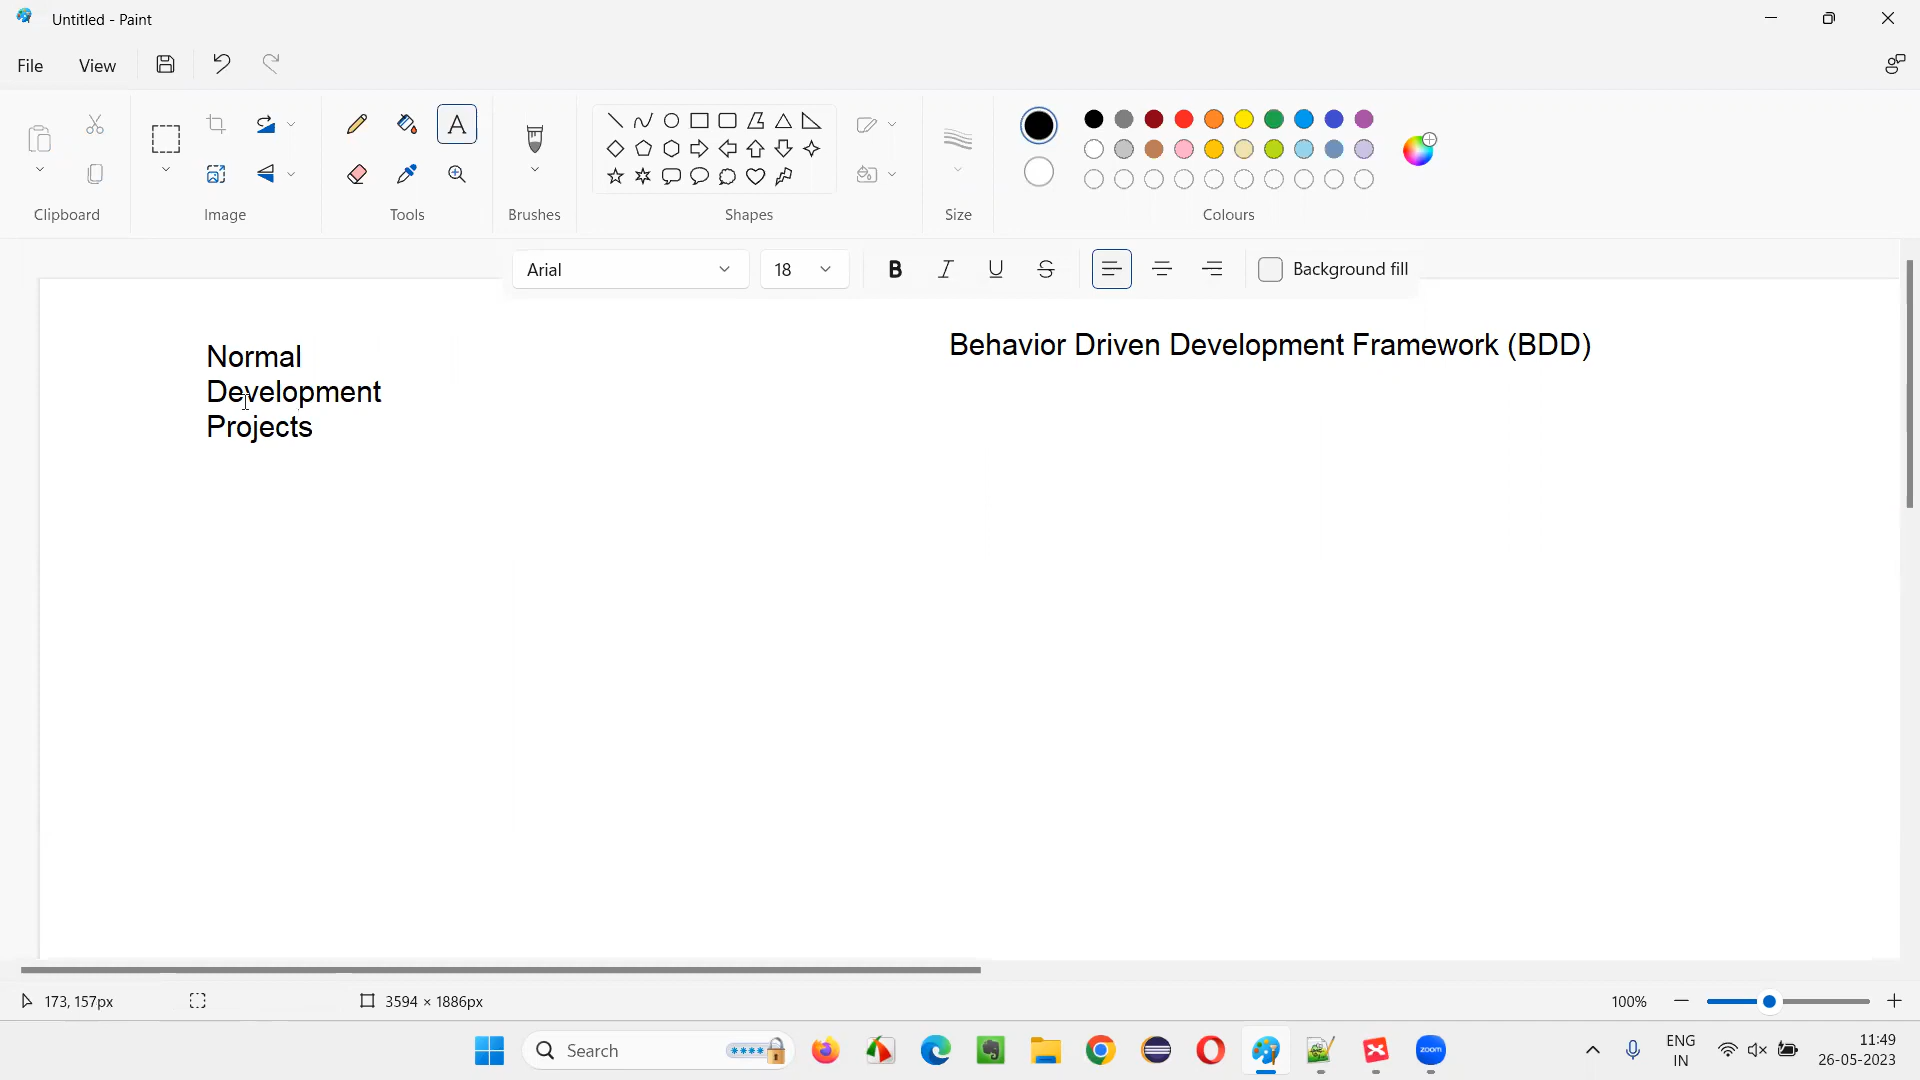 Untitled - Paint
File View
Clipboard Image Tools Brushes Shapes Size Colours
Arial 18 B I U S Background fill
Normal
Development
Projects
Behavior Driven Development Framework (BDD)
173, 157px 3594 × 1886px 100%
Search zoom ENG 11:49
IN 26-05-2023